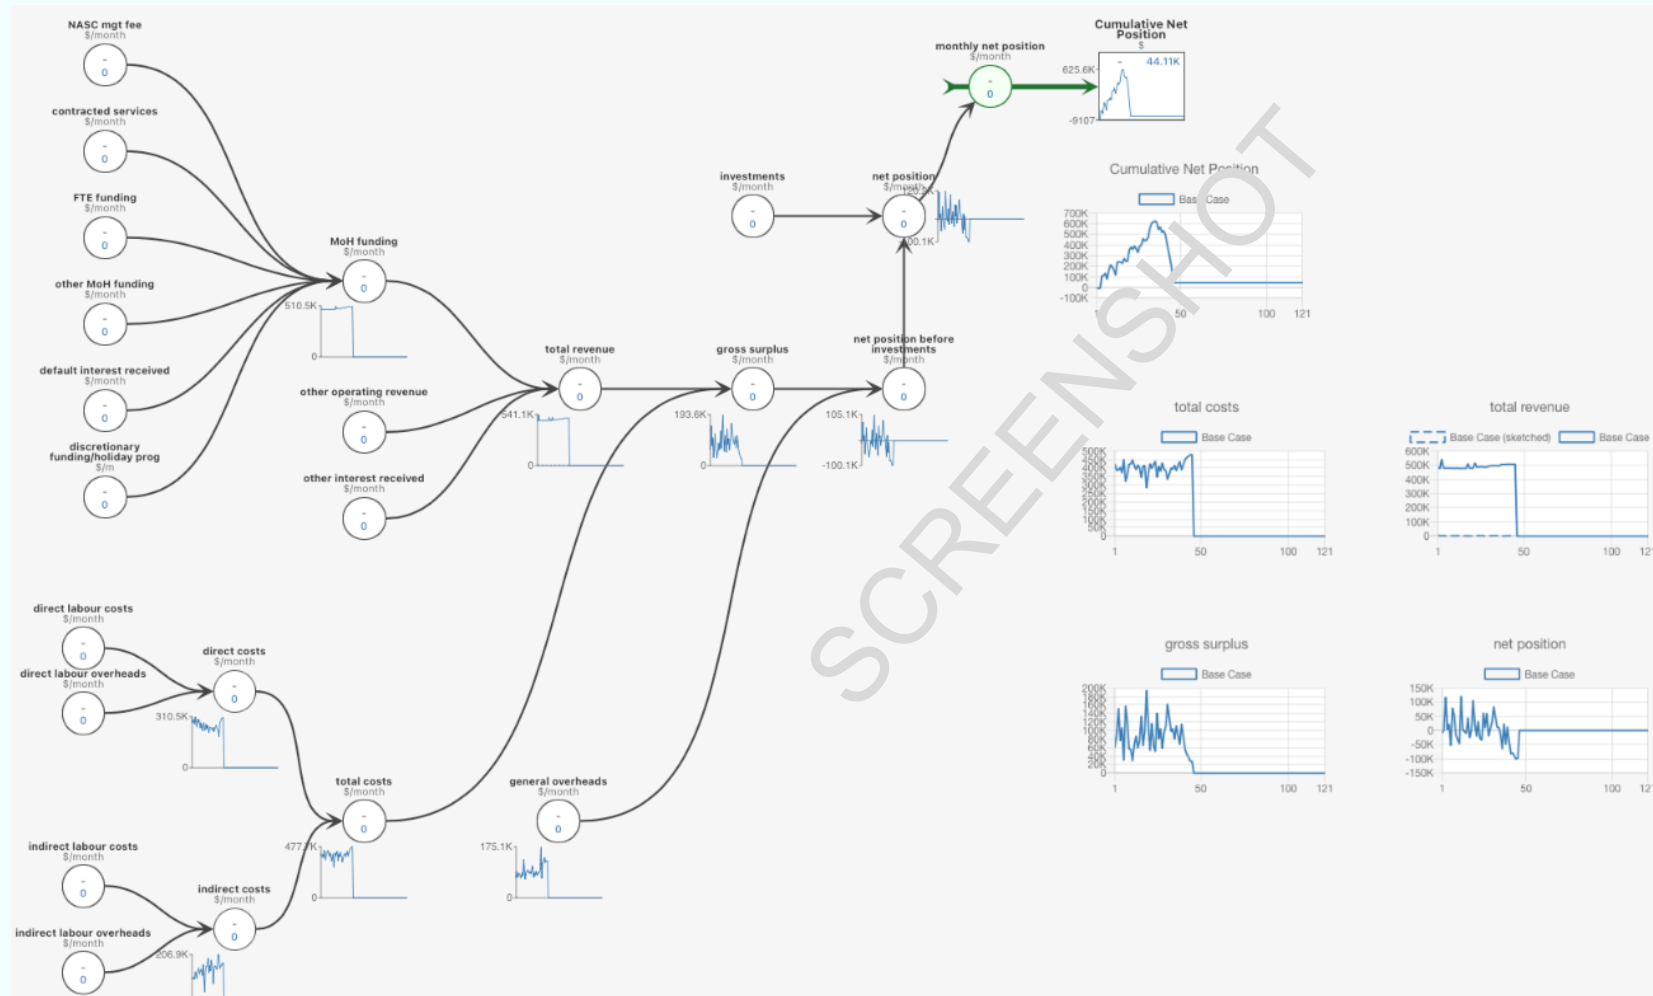 NASC mgt fee
$/month
-
0
contracted services
$/month
-
0
FTE funding
$/month
-
0
other MoH funding
$/month
-
0
default interest received
$/month
-
0
discretionary
funding/holiday prog
$/m
-
0
MoH funding
$/month
-
0
510.5K
0
other operating revenue
$/month
-
0
other interest received
$/month
-
0
total revenue
$/month
-
0
541.1K
0
gross surplus
$/month
-
0
193.6K
0
net position before
investments
$/month
-
0
105.1K
-100.1K
investments
$/month
-
0
net position
$/month
-
0
monthly net position
$/month
-
0
Cumulative Net
Position
$
-
44.11K
625.6K
-9107
direct labour costs
$/month
-
0
direct labour overheads
$/month
-
0
direct costs
$/month
-
0
310.5K
0
indirect labour costs
$/month
-
0
indirect labour overheads
$/month
-
0
indirect costs
$/month
-
0
206.9K
total costs
$/month
-
0
0
general overheads
$/month
-
0
175.1K
0
Cumulative Net Position
Base Case
700K
600K
500K
400K
300K
200K
100K
0
-100K
1 50 100 121
total costs
Base Case
500K
450K
400K
350K
300K
250K
200K
150K
100K
50K
0
1 50 100 121
total revenue
Base Case (sketched) Base Case
600K
500K
400K
300K
200K
100K
0
1 50 100 12
gross surplus
Base Case
200K
180K
160K
140K
120K
100K
80K
60K
40K
20K
0
1 50 100 121
net position
Base Case
150K
100K
50K
0
-50K
-100K
-150K
1 50 100 12
SCREENSHOT